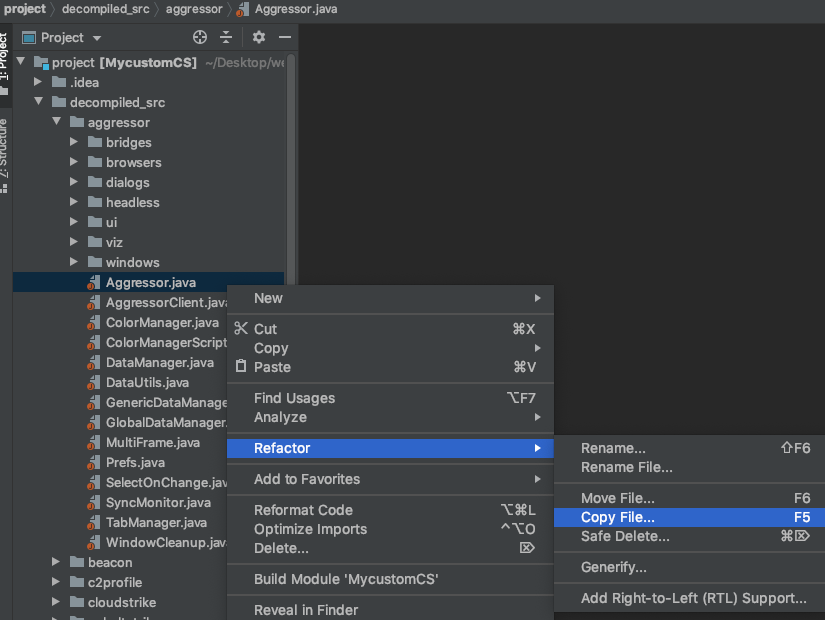 project decompiled_src aggressor Aggressor.java
1: Project
7: Structure
Project
project [MycustomCS] ~/Desktop/we
.idea
decompiled_src
aggressor
bridges
browsers
dialogs
headless
ui
viz
windows
Aggressor.java
AggressorClient.java
ColorManager.java
ColorManagerScript
DataManager.java
DataUtils.java
GenericDataManage
GlobalDataManager.
MultiFrame.java
Prefs.java
SelectOnChange.jav
SyncMonitor.java
TabManager.java
WindowCleanup.java
beacon
c2profile
cloudstrike
New
Cut ⌘X
Copy
Paste ⌘V
Find Usages ⌥F7
Analyze
Refactor
Add to Favorites
Reformat Code ⌥⌘L
Optimize Imports ^⌥O
Delete... ⌦
Build Module 'MycustomCS'
Reveal in Finder
Rename... ⇧F6
Rename File...
Move File... F6
Copy File... F5
Safe Delete... ⌘⌦
Generify...
Add Right-to-Left (RTL) Support...